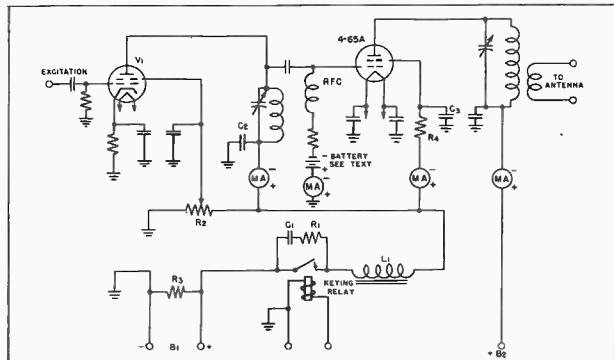 4-65A
V1
EXCITATION
RFC
TO
ANTENNA
C2
C3
R4
- BATTERY
+ SEE TEXT
MA - +
MA - +
MA - +
MA - +
R2
C1 R1
L1
R3
KEYING
RELAY
- B1 +
+ B2